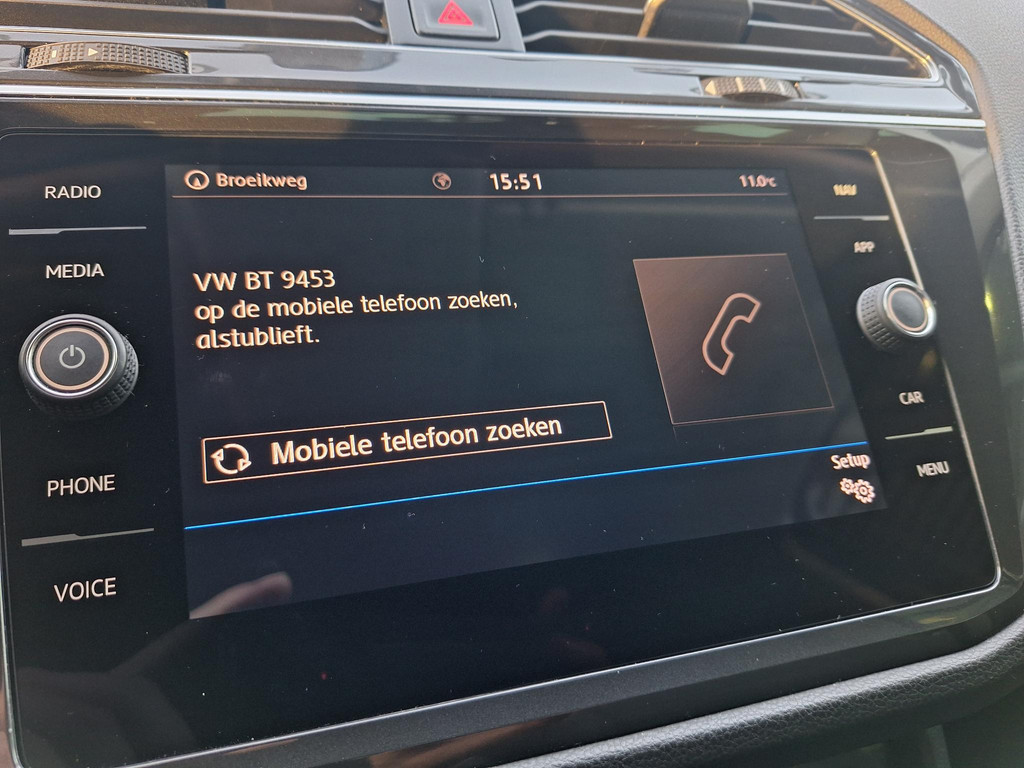 Broeikweg
15:51
11.0°C
RADIO
MEDIA
PHONE
VOICE
VW BT 9453
op de mobiele telefoon zoeken,
alstublieft.
Mobiele telefoon zoeken
Setup
NAV
APP
CAR
MENU